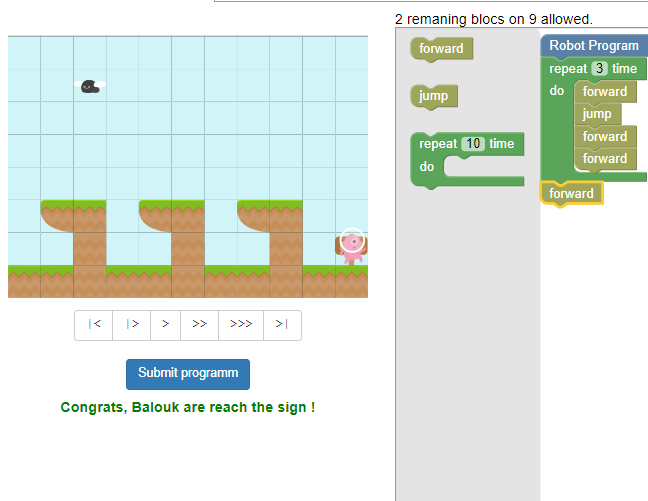 2 remaning blocs on 9 allowed.
forward
jump
repeat 10 time
do
Robot Program
repeat 3 time
do
forward
jump
forward
forward
forward
|<
|>
>
>>
>>>
>|
Submit programm
Congrats, Balouk are reach the sign !